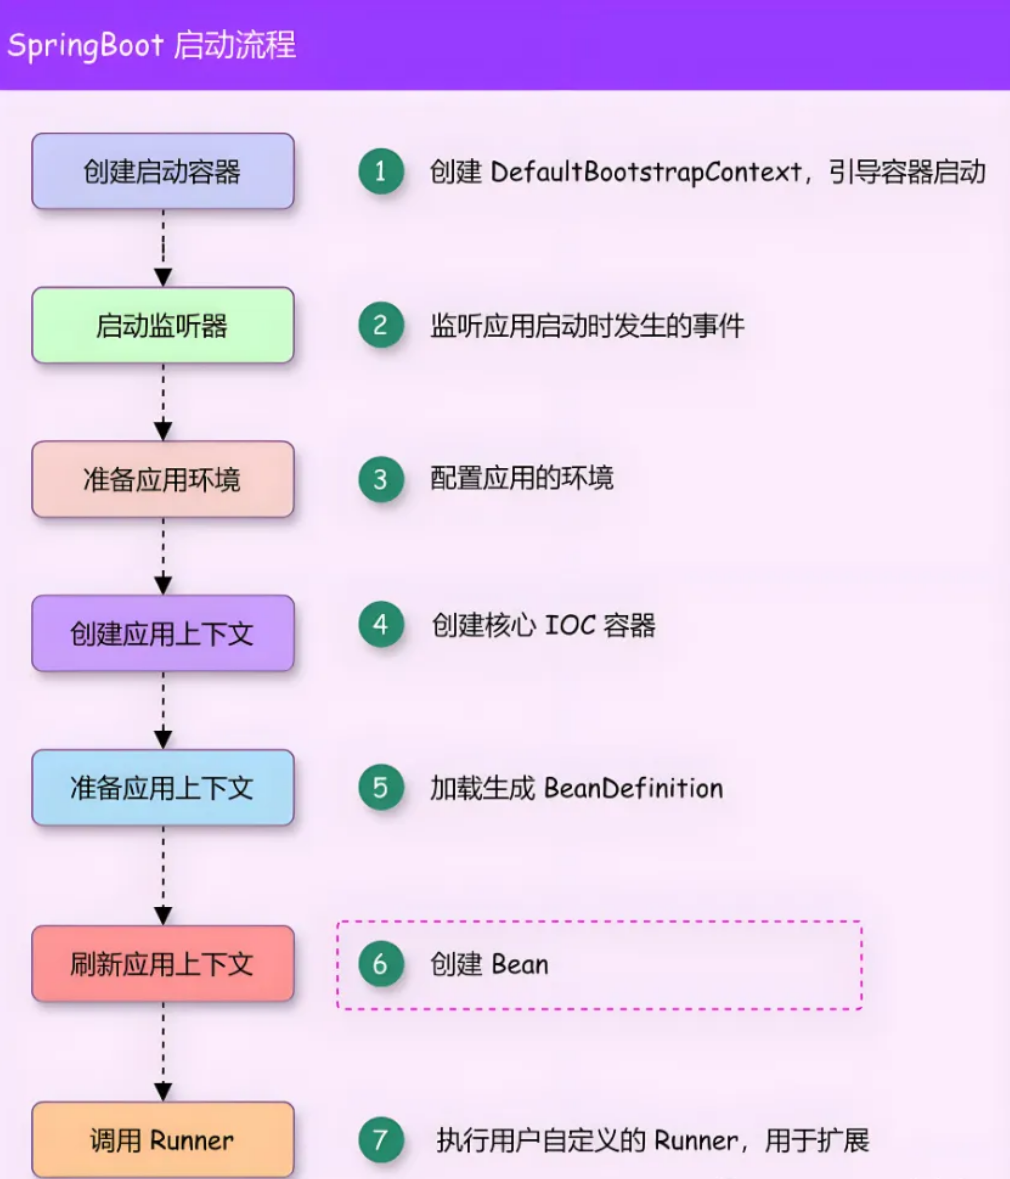 SpringBoot 启动流程
创建启动容器
1 创建 DefaultBootstrapContext，引导容器启动
启动监听器
2 监听应用启动时发生的事件
准备应用环境
3 配置应用的环境
创建应用上下文
4 创建核心 IOC 容器
准备应用上下文
5 加载生成 BeanDefinition
刷新应用上下文
6 创建 Bean
调用 Runner
7 执行用户自定义的 Runner，用于扩展